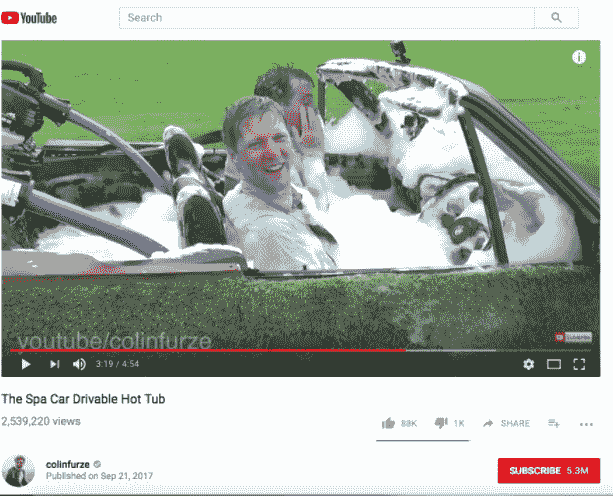 YouTube
Search
youtube/colinfurze
Subscribe
3:19 / 4:54
The Spa Car Drivable Hot Tub
2,539,220 views
88K
1K
SHARE
colinfurze
Published on Sep 21, 2017
SUBSCRIBE 5.3M